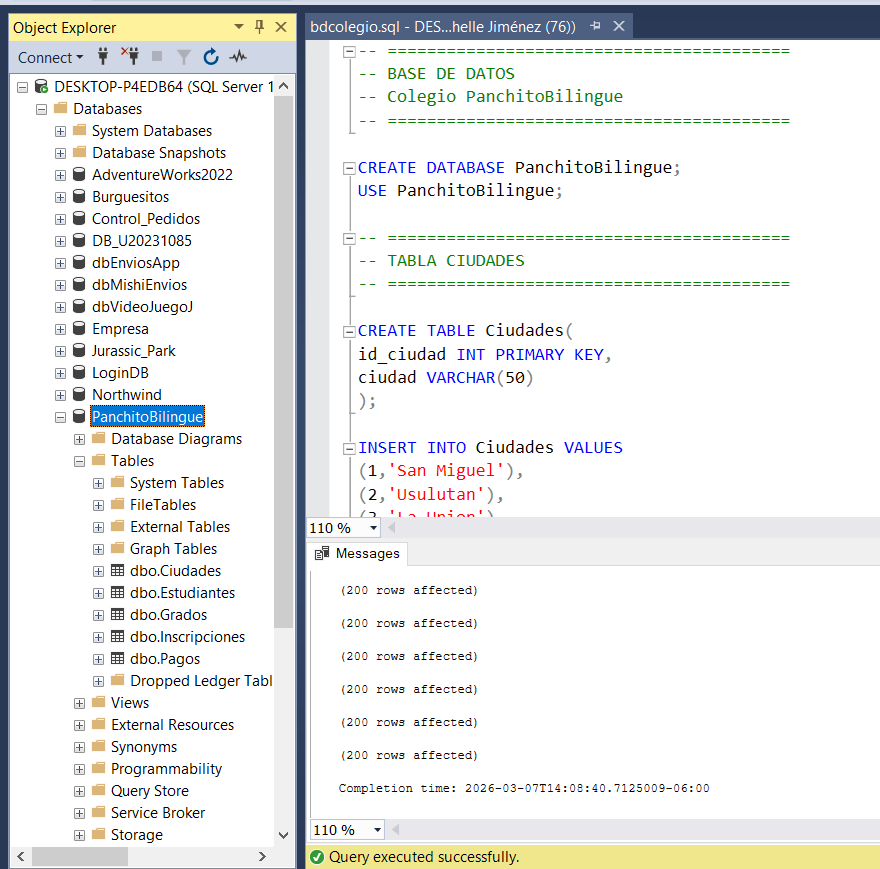 Object Explorer
Connect
DESKTOP-P4EDB64 (SQL Server 1
Databases
System Databases
Database Snapshots
AdventureWorks2022
Burguesitos
Control_Pedidos
DB_U20231085
dbEnviosApp
dbMishiEnvios
dbVideoJuegoJ
Empresa
Jurassic_Park
LoginDB
Northwind
PanchitoBilingue
Database Diagrams
Tables
System Tables
FileTables
External Tables
Graph Tables
dbo.Ciudades
dbo.Estudiantes
dbo.Grados
dbo.Inscripciones
dbo.Pagos
Dropped Ledger Tabl
Views
External Resources
Synonyms
Programmability
Query Store
Service Broker
Storage
bdcolegio.sql - DES...helle Jiménez (76))
-- =========================================
-- BASE DE DATOS
-- Colegio PanchitoBilingue
-- =========================================
CREATE DATABASE PanchitoBilingue;
USE PanchitoBilingue;
-- =========================================
-- TABLA CIUDADES
-- =========================================
CREATE TABLE Ciudades(
id_ciudad INT PRIMARY KEY,
ciudad VARCHAR(50)
);
INSERT INTO Ciudades VALUES
(1,'San Miguel'),
(2,'Usulutan'),
(3,'La Union')
110 %
Messages
(200 rows affected)
(200 rows affected)
(200 rows affected)
(200 rows affected)
(200 rows affected)
(200 rows affected)
Completion time: 2026-03-07T14:08:40.7125009-06:00
110 %
Query executed successfully.